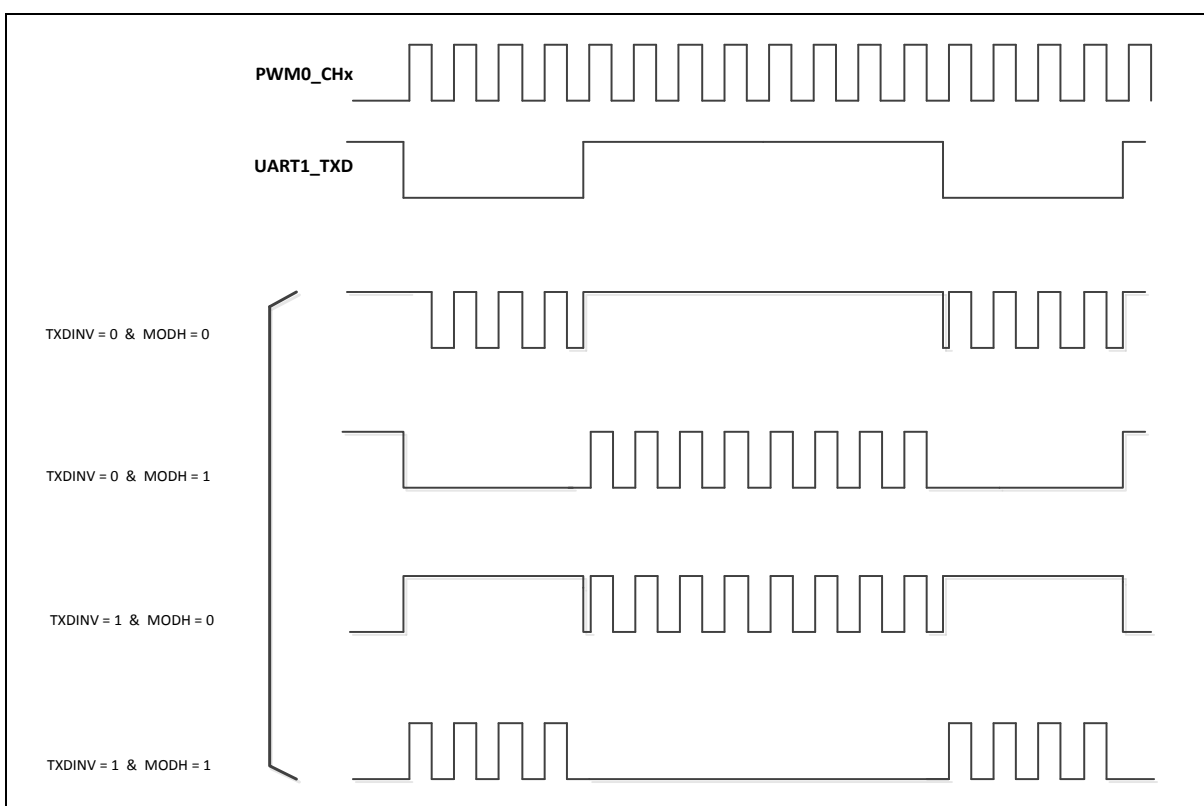 PWM0_CHx
UART1_TXD
TXDINV = 0 & MODH = 0
TXDINV = 0 & MODH = 1
TXDINV = 1 & MODH = 0
TXDINV = 1 & MODH = 1